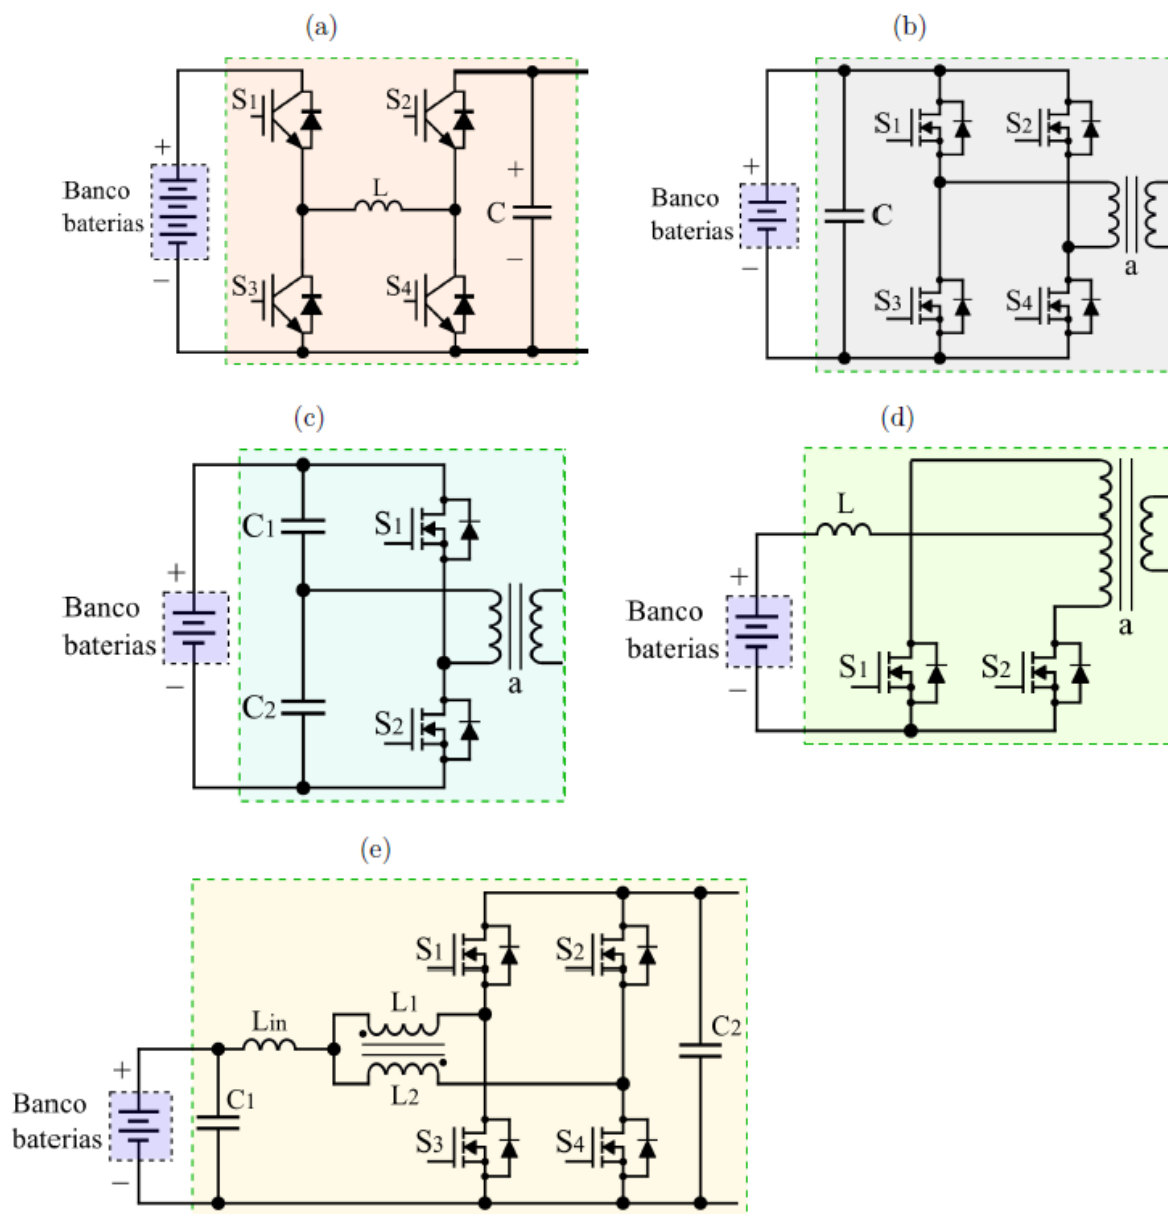 (a)
S1
S2
+
Banco
baterias
L
C
+
−
−
S3
S4
(b)
+
Banco
baterias
−
C
S1
S2
S3
S4
a
(c)
C1
S1
+
Banco
baterias
−
C2
S2
a
(d)
L
+
Banco
baterias
−
S1
S2
a
(e)
S1
S2
L1
Lin
L2
C2
+
Banco
baterias
−
C1
S3
S4